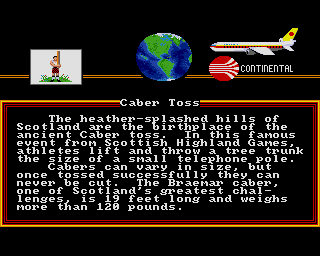 CONTINENTAL
Caber Toss
The heather-splashed hills of
Scotland are the birthplace of the
ancient Caber toss. In this famous
event from Scottish Highland Games,
athletes lift and throw a tree trunk
the size of a small telephone pole.
Cabers can vary in size, but
once tossed successfully they can
never be cut. The Braemar caber,
one of Scotland's greatest chal-
lenges, is 19 feet long and weighs
more than 120 pounds.